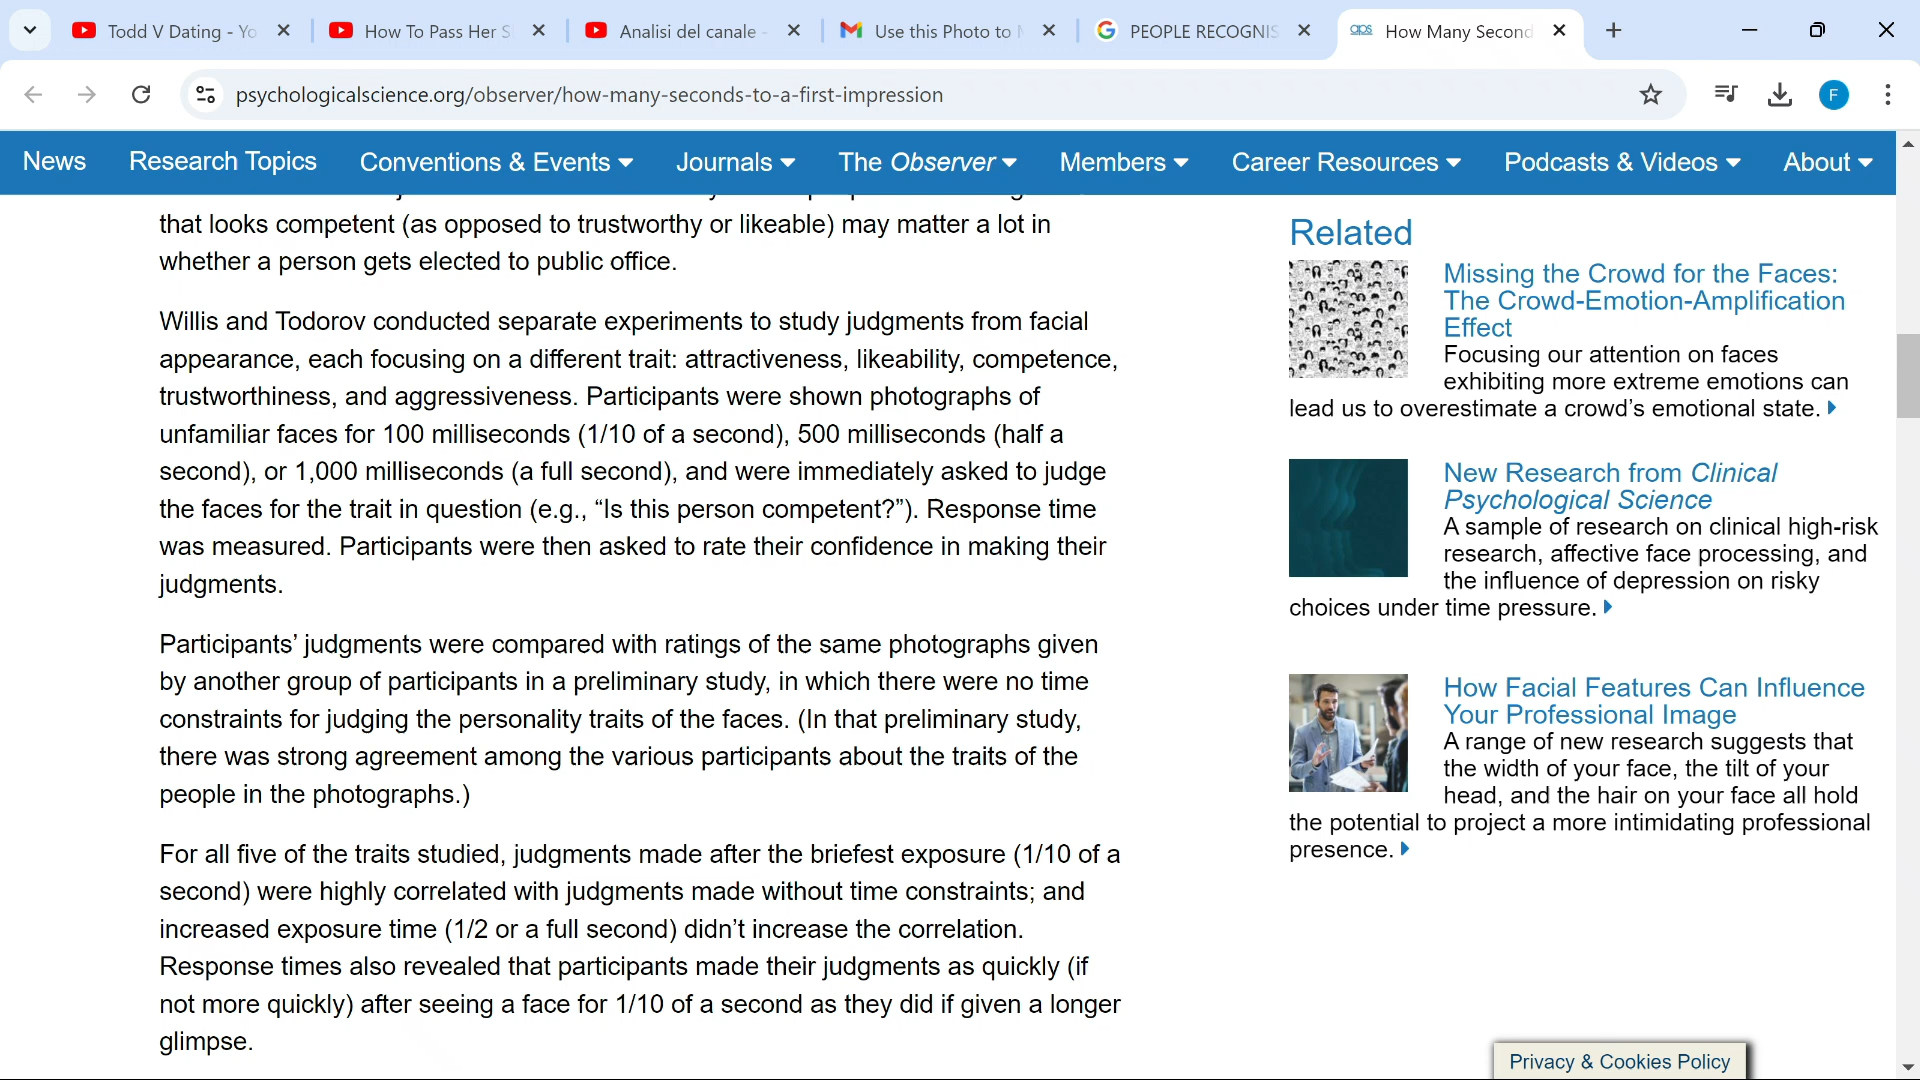 Todd V Dating - Yo
How To Pass Her S
Analisi del canale -
Use this Photo to
PEOPLE RECOGNIS
aps
How Many Second
psychologicalscience.org/observer/how-many-seconds-to-a-first-impression
F
News
Research Topics
Conventions & Events
Journals
The Observer
Members
Career Resources
Podcasts & Videos
About
that looks competent (as opposed to trustworthy or likeable) may matter a lot in
whether a person gets elected to public office.
Willis and Todorov conducted separate experiments to study judgments from facial
appearance, each focusing on a different trait: attractiveness, likeability, competence,
trustworthiness, and aggressiveness. Participants were shown photographs of
unfamiliar faces for 100 milliseconds (1/10 of a second), 500 milliseconds (half a
second), or 1,000 milliseconds (a full second), and were immediately asked to judge
the faces for the trait in question (e.g., “Is this person competent?”). Response time
was measured. Participants were then asked to rate their confidence in making their
judgments.
Participants’ judgments were compared with ratings of the same photographs given
by another group of participants in a preliminary study, in which there were no time
constraints for judging the personality traits of the faces. (In that preliminary study,
there was strong agreement among the various participants about the traits of the
people in the photographs.)
For all five of the traits studied, judgments made after the briefest exposure (1/10 of a
second) were highly correlated with judgments made without time constraints; and
increased exposure time (1/2 or a full second) didn’t increase the correlation.
Response times also revealed that participants made their judgments as quickly (if
not more quickly) after seeing a face for 1/10 of a second as they did if given a longer
glimpse.
Related
Missing the Crowd for the Faces:
The Crowd-Emotion-Amplification
Effect
Focusing our attention on faces
exhibiting more extreme emotions can
lead us to overestimate a crowd’s emotional state.
New Research from Clinical
Psychological Science
A sample of research on clinical high-risk
research, affective face processing, and
the influence of depression on risky
choices under time pressure.
How Facial Features Can Influence
Your Professional Image
A range of new research suggests that
the width of your face, the tilt of your
head, and the hair on your face all hold
the potential to project a more intimidating professional
presence.
Privacy & Cookies Policy